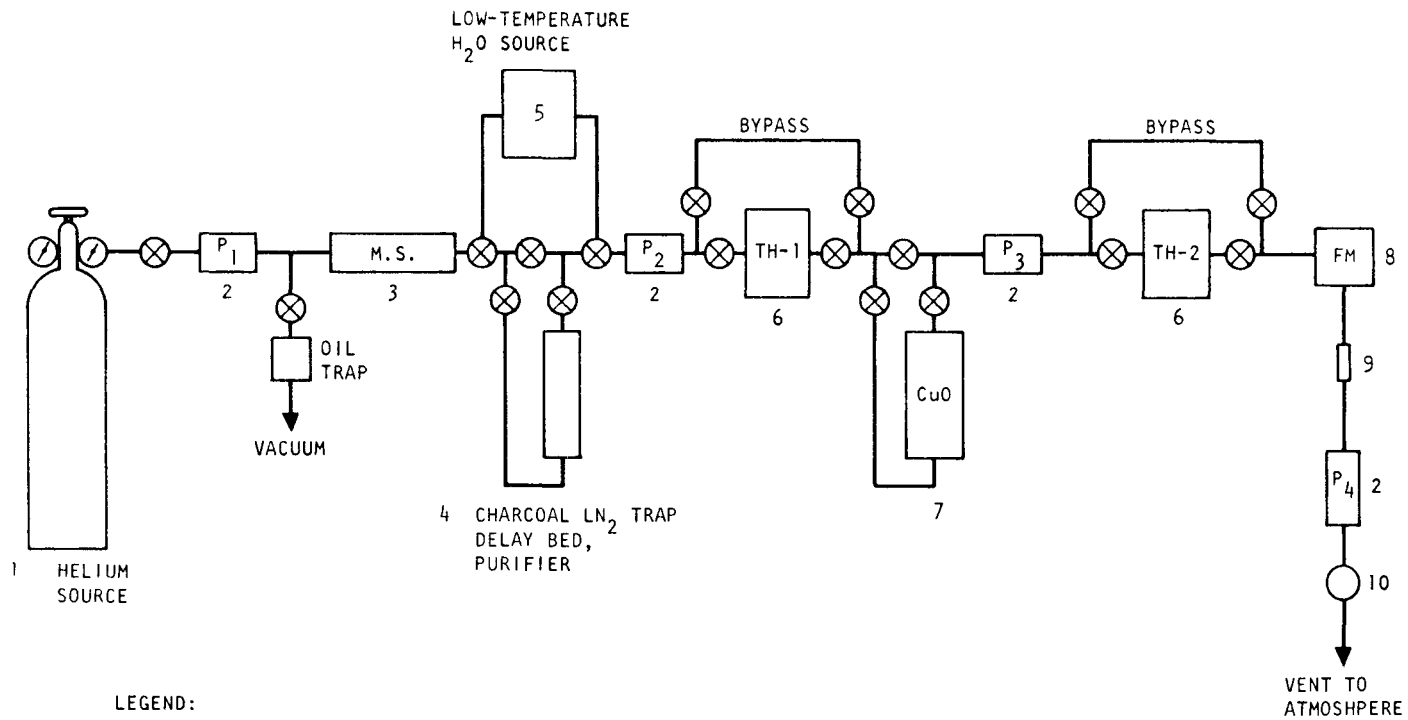 LOW-TEMPERATURE
H2O SOURCE
5
BYPASS
BYPASS
P1
M.S.
P2
TH-1
P3
TH-2
FM
8
2
3
2
6
2
6
OIL
TRAP
9
VACUUM
CuO
P4
2
4 CHARCOAL LN2 TRAP
DELAY BED,
PURIFIER
7
1 HELIUM
SOURCE
10
VENT TO
ATMOSHPERE
LEGEND: